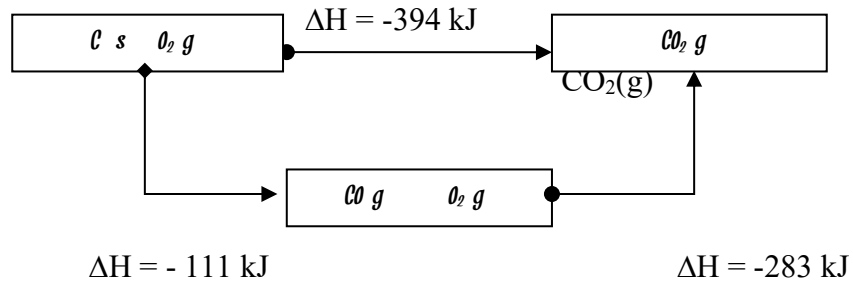 ΔH = -394 kJ
C s O₂ g
CO₂ g
CO₂(g)
CO g O₂ g
ΔH = - 111 kJ
ΔH = -283 kJ